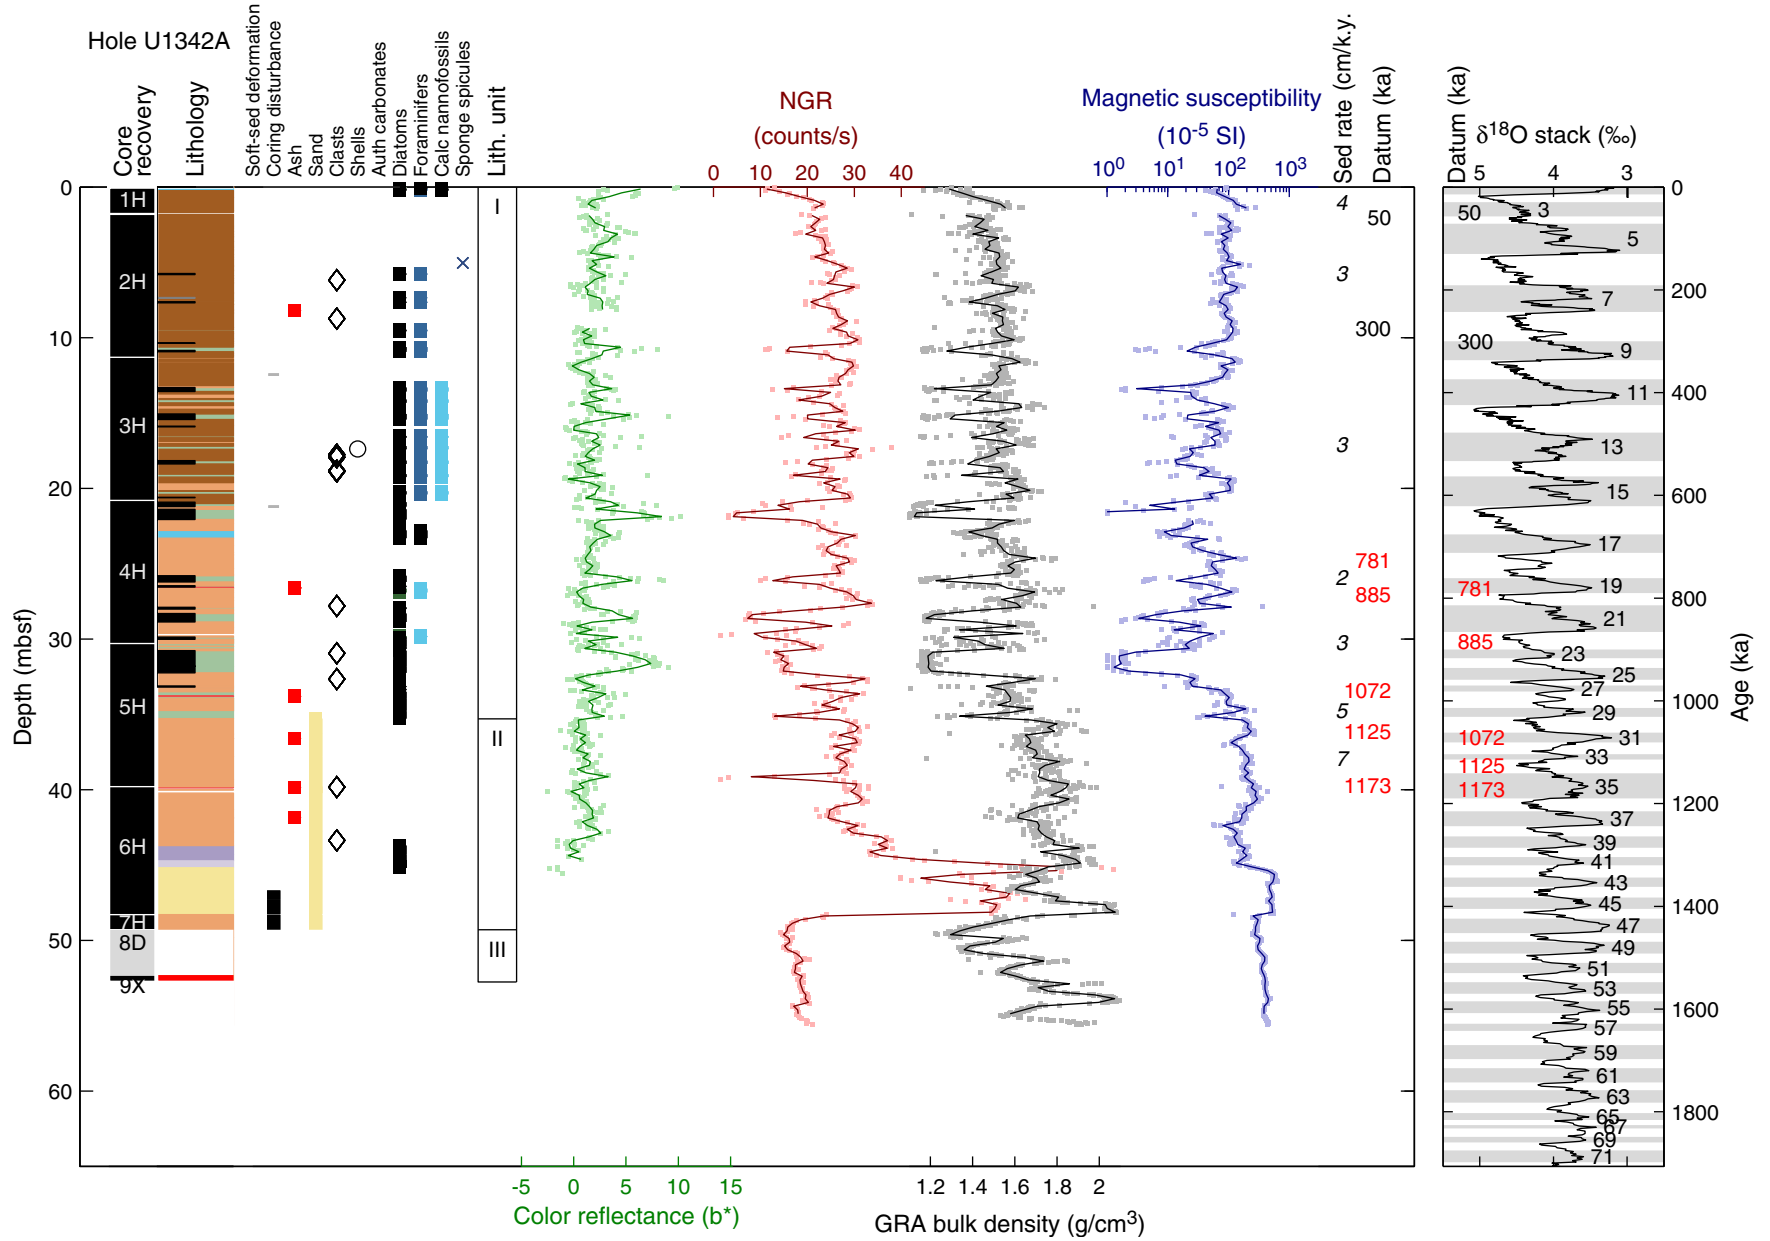 Hole U1342A
Core recovery
Lithology
Soft-sed deformation
Coring disturbance
Ash
Sand
Clasts
Shells
Auth carbonates
Diatoms
Foraminifers
Calc nannofossils
Sponge spicules
Lith. unit
NGR
(counts/s)
0 10 20 30 40
Magnetic susceptibility
(10⁻⁵ SI)
10⁰ 10¹ 10² 10³
Sed rate (cm/k.y.)
Datum (ka)
Datum (ka)
δ¹⁸O stack (‰)
5 4 3
Depth (mbsf)
0
10
20
30
40
50
60
1H
2H
3H
4H
5H
6H
7H
8D
9X
I
II
III
4
3
3
2
3
5
7
50
300
781
885
1072
1125
1173
50
300
781
885
1072
1125
1173
3
5
7
9
11
13
15
17
19
21
23
25
27
29
31
33
35
37
39
41
43
45
47
49
51
53
55
57
59
61
63
65
67
69
71
0
200
400
600
800
1000
1200
1400
1600
1800
Age (ka)
-5 0 5 10 15
Color reflectance (b*)
1.2 1.4 1.6 1.8 2
GRA bulk density (g/cm³)